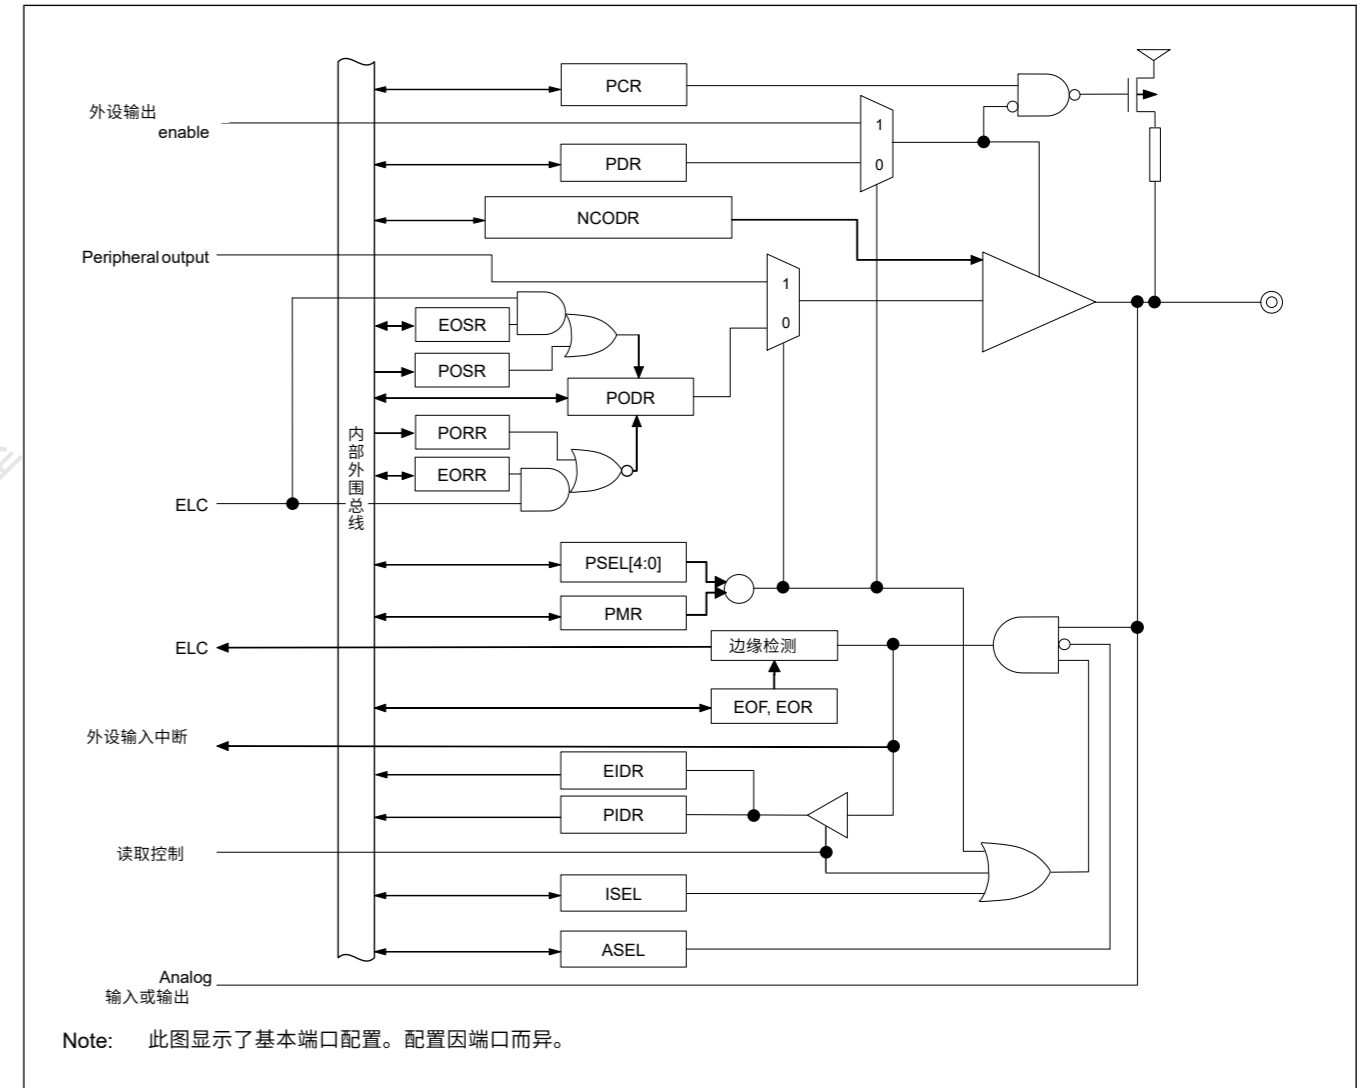 PCR
外设输出
enable
1
PDR
0
NCODR
Peripheral output
1
EOSR
0
POSR
PODR
PORR
内部外围总线
EORR
ELC
PSEL[4:0]
PMR
ELC
边缘检测
EOF, EOR
外设输入中断
EIDR
PIDR
读取控制
ISEL
ASEL
Analog
输入或输出
Note: 此图显示了基本端口配置。配置因端口而异。